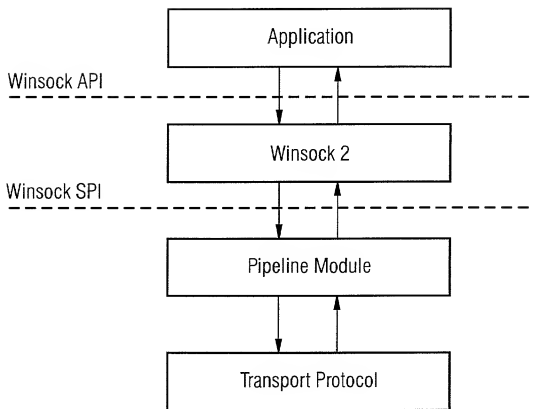 Application
Winsock API
Winsock 2
Winsock SPI
Pipeline Module
Transport Protocol